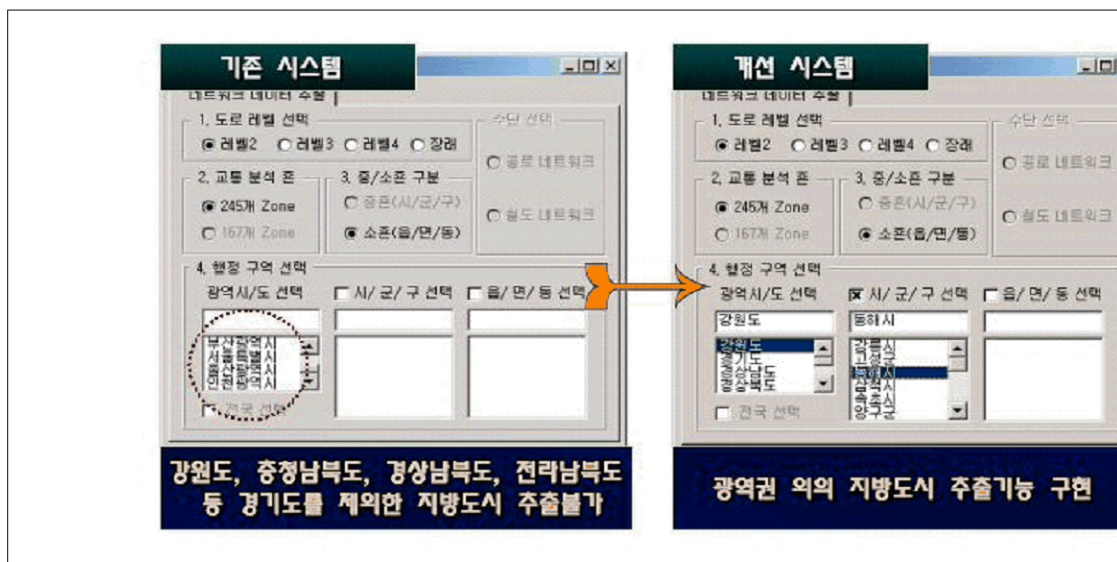 기존 시스템
네트워크 데이터 추출
1. 도로 레벨 선택
레벨2 레벨3 레벨4 장래
수단 선택
공로 네트워크
철도 네트워크
2. 교통 분석 존
245개 Zone
167개 Zone
3. 중/소존 구분
중존(시/군/구)
소존(읍/면/동)
4. 행정 구역 선택
광역시/도 선택 시/군/구 선택 읍/면/동 선택
부산광역시
서울특별시
울산광역시
인천광역시
전국 선택
강원도, 충청남북도, 경상남북도, 전라남북도
등 경기도를 제외한 지방도시 추출불가
개선 시스템
네트워크 데이터 추출
1. 도로 레벨 선택
레벨2 레벨3 레벨4 장래
수단 선택
공로 네트워크
철도 네트워크
2. 교통 분석 존
245개 Zone
167개 Zone
3. 중/소존 구분
중존(시/군/구)
소존(읍/면/동)
4. 행정 구역 선택
광역시/도 선택 시/군/구 선택 읍/면/동 선택
강원도 동해시
강원도
경기도
경상남도
경상북도
강릉시
고성군
동해시
삼척시
속초시
양구군
전국 선택
광역권 외의 지방도시 추출기능 구현